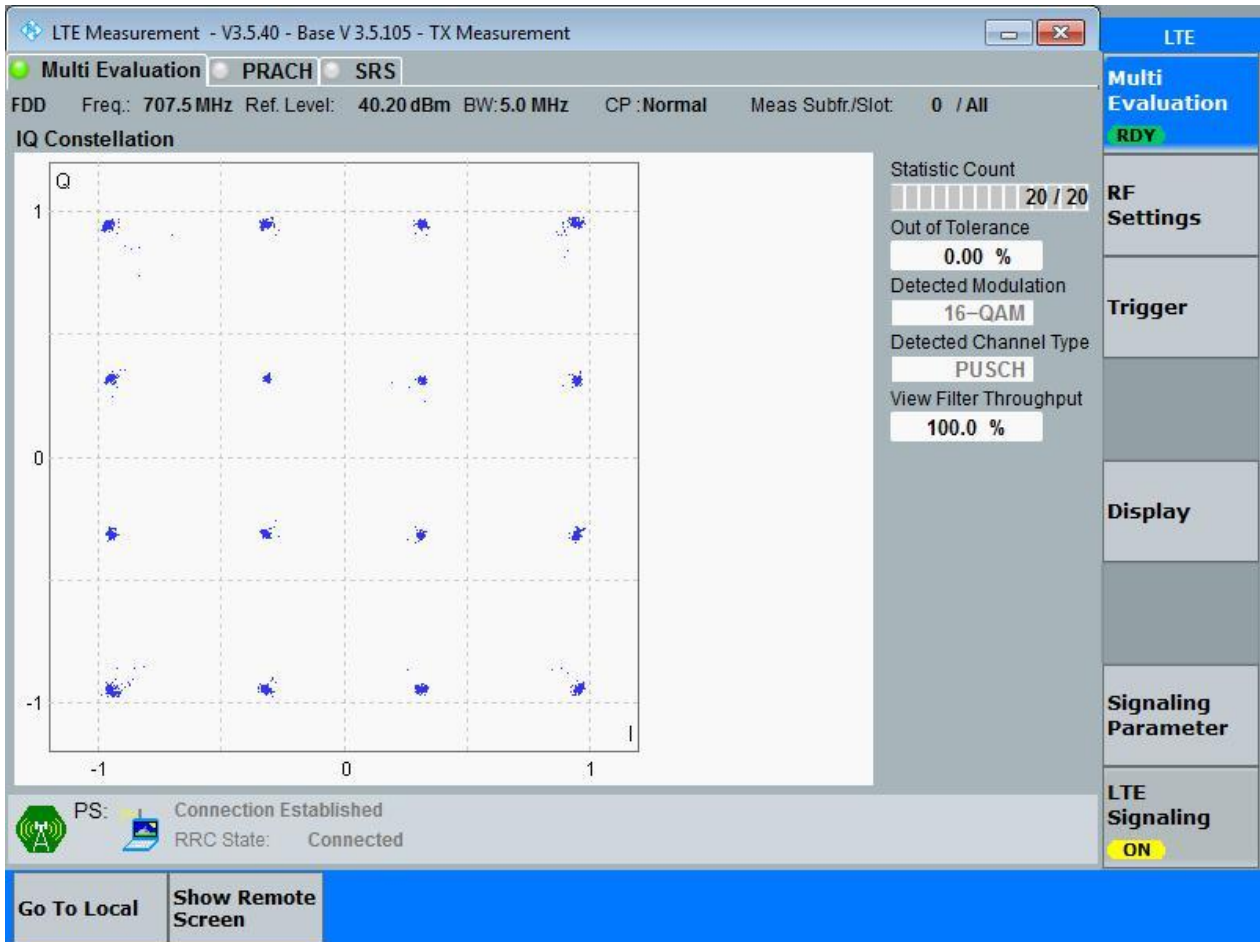 LTE Measurement - V3.5.40 - Base V 3.5.105 - TX Measurement
LTE
Multi Evaluation PRACH SRS
FDD Freq.: 707.5 MHz Ref. Level: 40.20 dBm BW: 5.0 MHz CP : Normal Meas Subfr./Slot: 0 / All
IQ Constellation
Q
1
0
-1
I
-1 0 1
Statistic Count
20 / 20
Out of Tolerance
0.00 %
Detected Modulation
16-QAM
Detected Channel Type
PUSCH
View Filter Throughput
100.0 %
Multi
Evaluation
RDY
RF
Settings
Trigger
Display
Signaling
Parameter
LTE
Signaling
ON
PS: Connection Established
RRC State: Connected
Go To Local
Show Remote
Screen